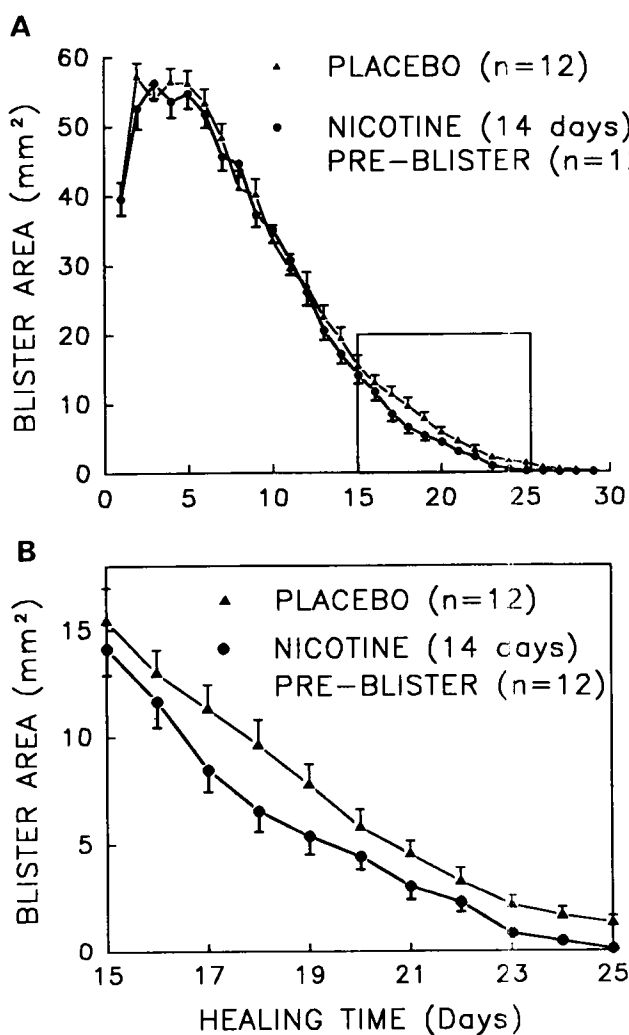 A
60
50
40
30
20
10
0
BLISTER AREA (mm²)
PLACEBO (n=12)
NICOTINE (14 days)
PRE-BLISTER (n=1
0 5 10 15 20 25 30
B
15
10
5
0
BLISTER AREA (mm²)
PLACEBO (n=12)
NICOTINE (14 days)
PRE-BLISTER (n=12)
15 17 19 21 23 25
HEALING TIME (Days)